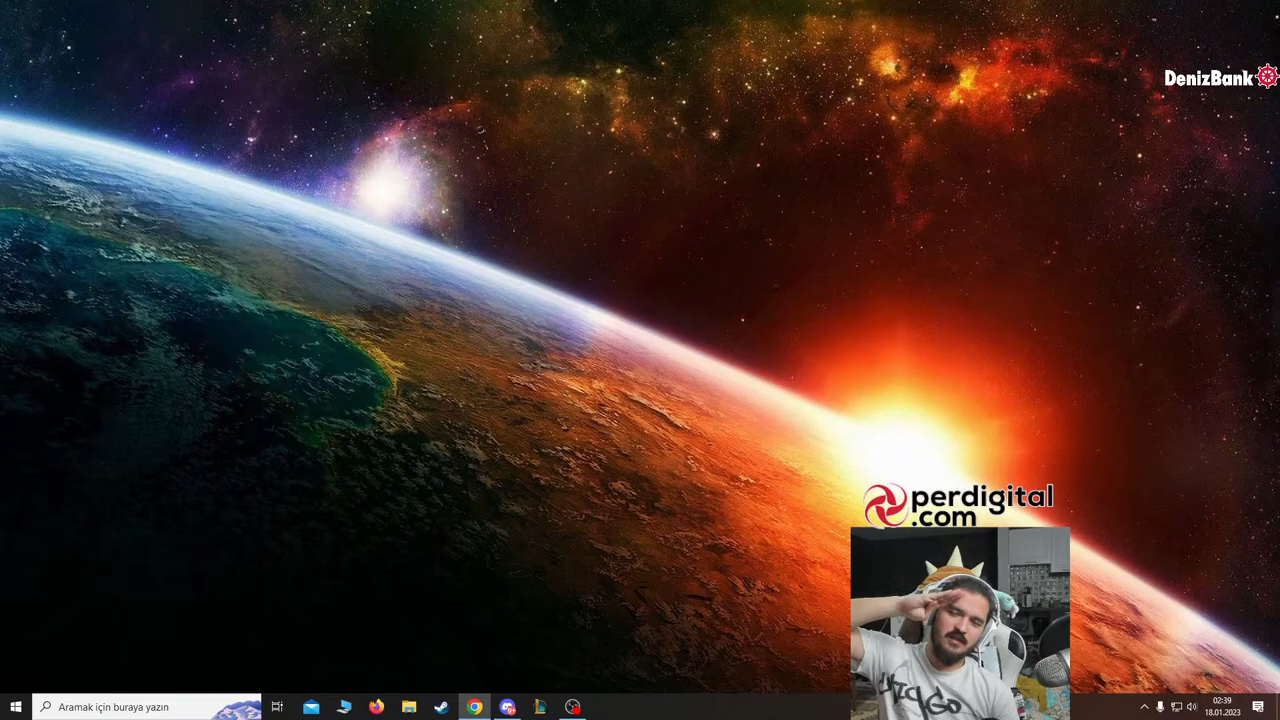 DenizBank
perdigital
.com
Aramak için buraya yazın
02:39
18.01.2023